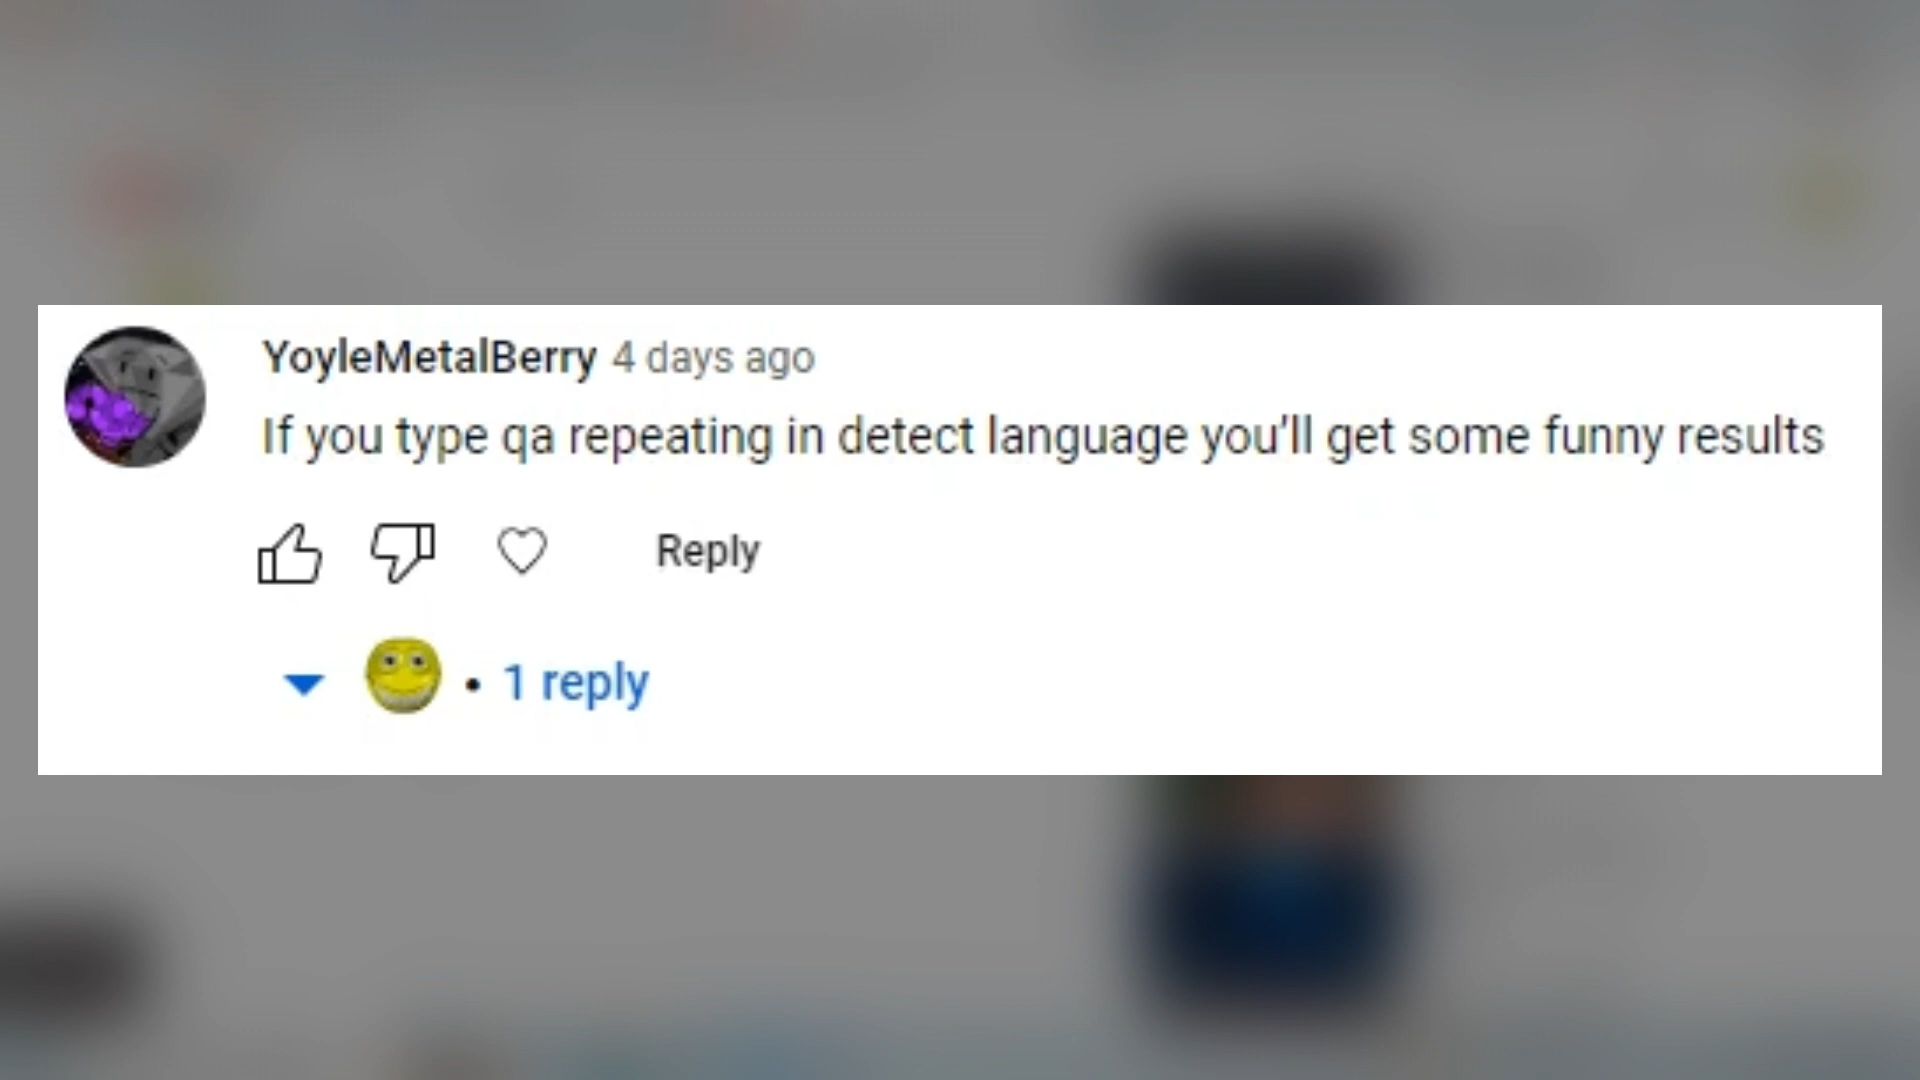 YoyleMetalBerry 4 days ago
If you type qa repeating in detect language you'll get some funny results
Reply
• 1 reply